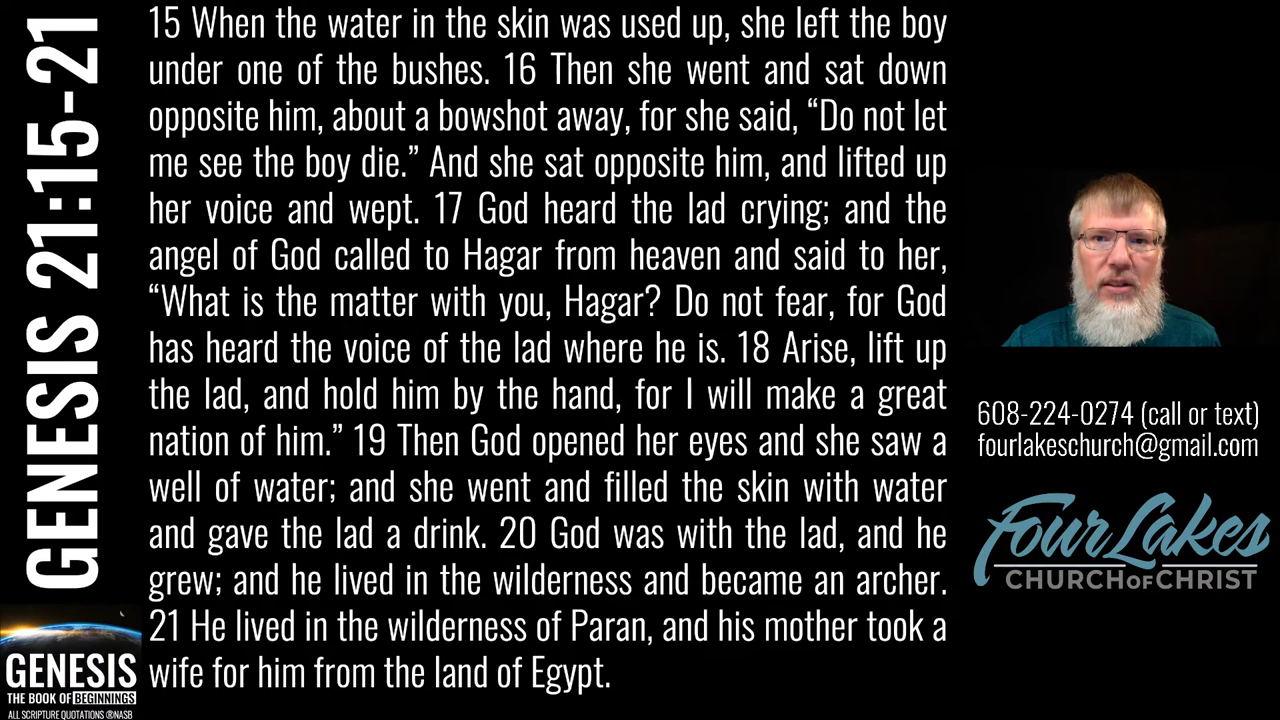 GENESIS 21:15-21
15 When the water in the skin was used up, she left the boy
under one of the bushes. 16 Then she went and sat down
opposite him, about a bowshot away, for she said, “Do not let
me see the boy die.” And she sat opposite him, and lifted up
her voice and wept. 17 God heard the lad crying; and the
angel of God called to Hagar from heaven and said to her,
“What is the matter with you, Hagar? Do not fear, for God
has heard the voice of the lad where he is. 18 Arise, lift up
the lad, and hold him by the hand, for I will make a great
nation of him.” 19 Then God opened her eyes and she saw a
well of water; and she went and filled the skin with water
and gave the lad a drink. 20 God was with the lad, and he
grew; and he lived in the wilderness and became an archer.
21 He lived in the wilderness of Paran, and his mother took a
wife for him from the land of Egypt.
GENESIS
THE BOOK OF BEGINNINGS
ALL SCRIPTURE QUOTATIONS ®NASB
608-224-0274 (call or text)
fourlakeschurch@gmail.com
Four Lakes
CHURCH OF CHRIST